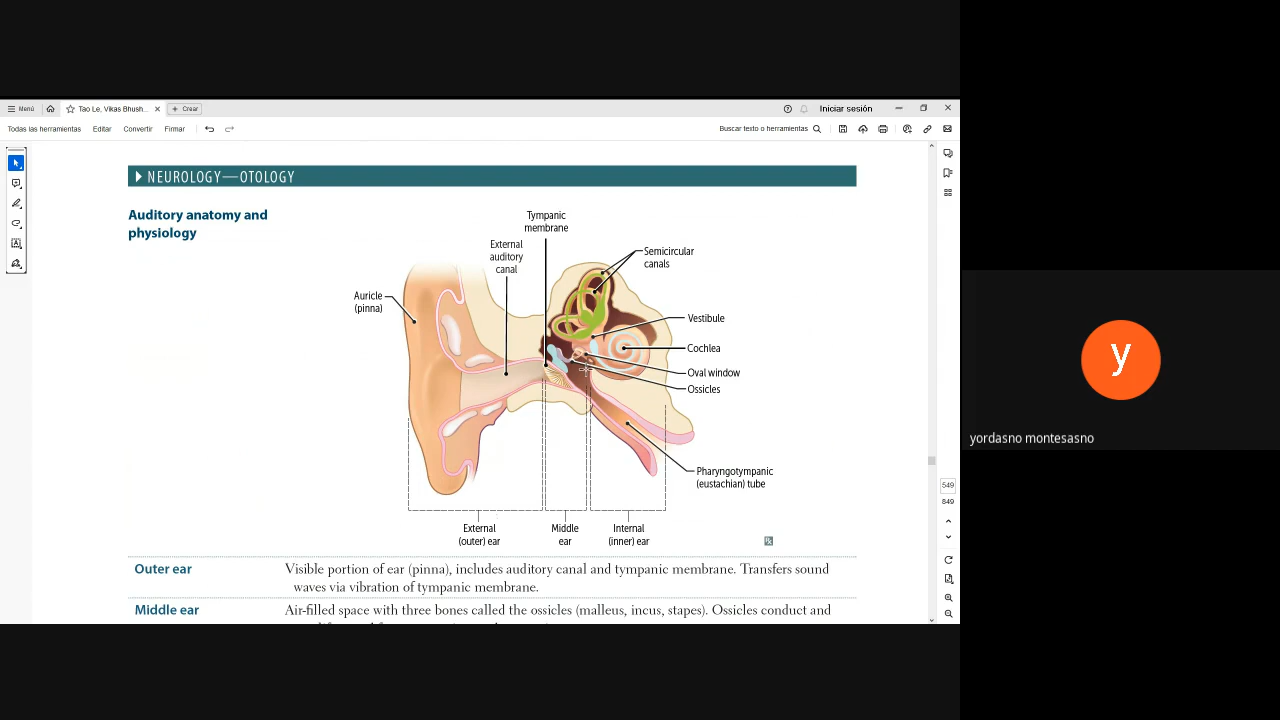 Menú
Tao Le, Vikas Bhush...
Crear
Iniciar sesión
Todas las herramientas
Editar
Convertir
Firmar
Buscar texto o herramientas
NEUROLOGY—OTOLOGY
Auditory anatomy and
physiology
Tympanic
membrane
External
auditory
canal
Semicircular
canals
Auricle
(pinna)
Vestibule
Cochlea
Oval window
Ossicles
Pharyngotympanic
(eustachian) tube
External
(outer) ear
Middle
ear
Internal
(inner) ear
Outer ear
Visible portion of ear (pinna), includes auditory canal and tympanic membrane. Transfers sound
waves via vibration of tympanic membrane.
Middle ear
Air-filled space with three bones called the ossicles (malleus, incus, stapes). Ossicles conduct and
549
849
y
yordasno montesasno